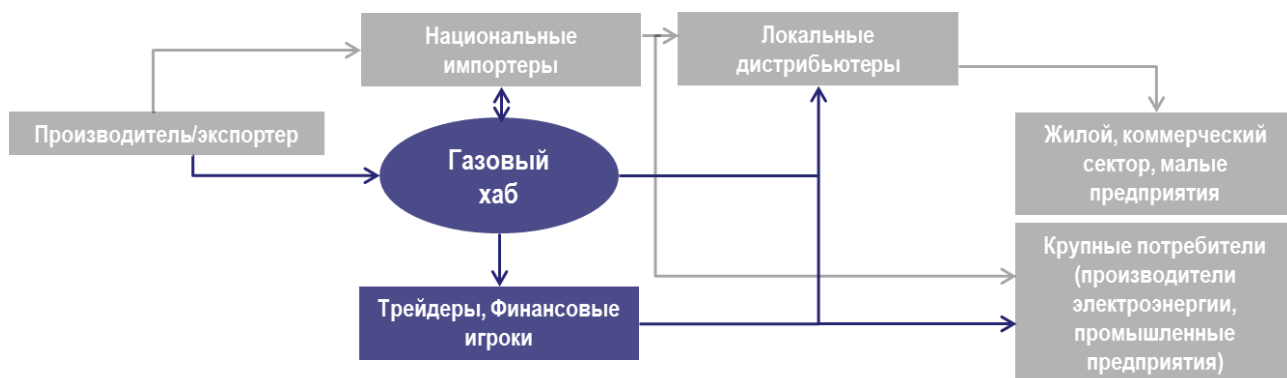 Национальные
импортеры
Локальные
дистрибьютеры
Производитель/экспортер
Газовый
хаб
Жилой, коммерческий
сектор, малые
предприятия
Трейдеры, Финансовые
игроки
Крупные потребители
(производители
электроэнергии,
промышленные
предприятия)